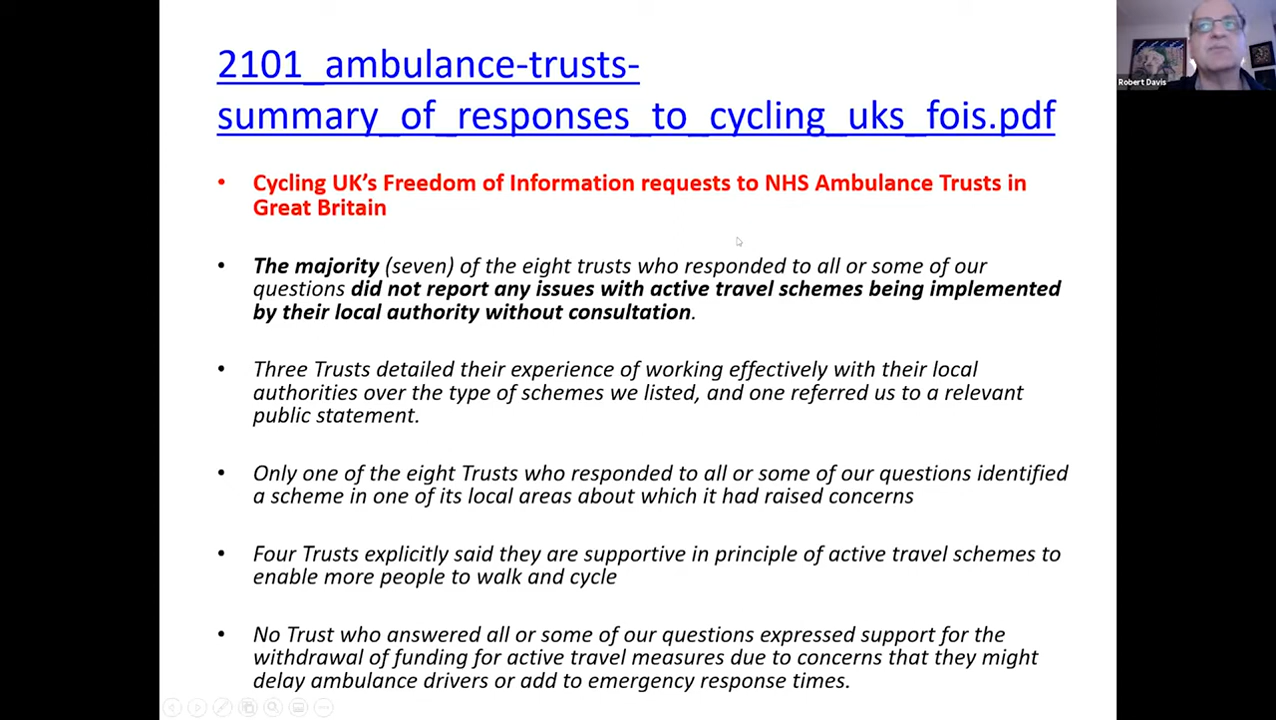 2101_ambulance-trusts-
summary_of_responses_to_cycling_uks_fois.pdf
Robert Davis
• Cycling UK’s Freedom of Information requests to NHS Ambulance Trusts in
Great Britain
• The majority (seven) of the eight trusts who responded to all or some of our
questions did not report any issues with active travel schemes being implemented
by their local authority without consultation.
• Three Trusts detailed their experience of working effectively with their local
authorities over the type of schemes we listed, and one referred us to a relevant
public statement.
• Only one of the eight Trusts who responded to all or some of our questions identified
a scheme in one of its local areas about which it had raised concerns
• Four Trusts explicitly said they are supportive in principle of active travel schemes to
enable more people to walk and cycle
• No Trust who answered all or some of our questions expressed support for the
withdrawal of funding for active travel measures due to concerns that they might
delay ambulance drivers or add to emergency response times.